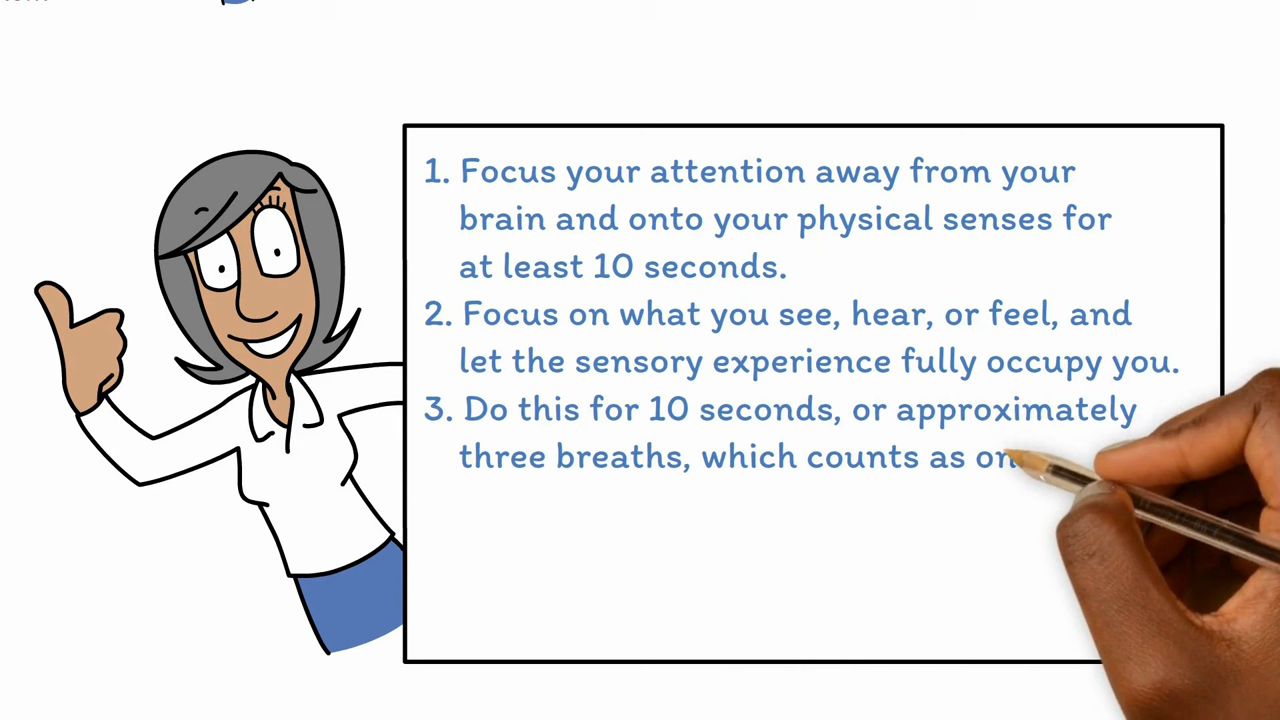 1. Focus your attention away from your
brain and onto your physical senses for
at least 10 seconds.
2. Focus on what you see, hear, or feel, and
let the sensory experience fully occupy you.
3. Do this for 10 seconds, or approximately
three breaths, which counts as on